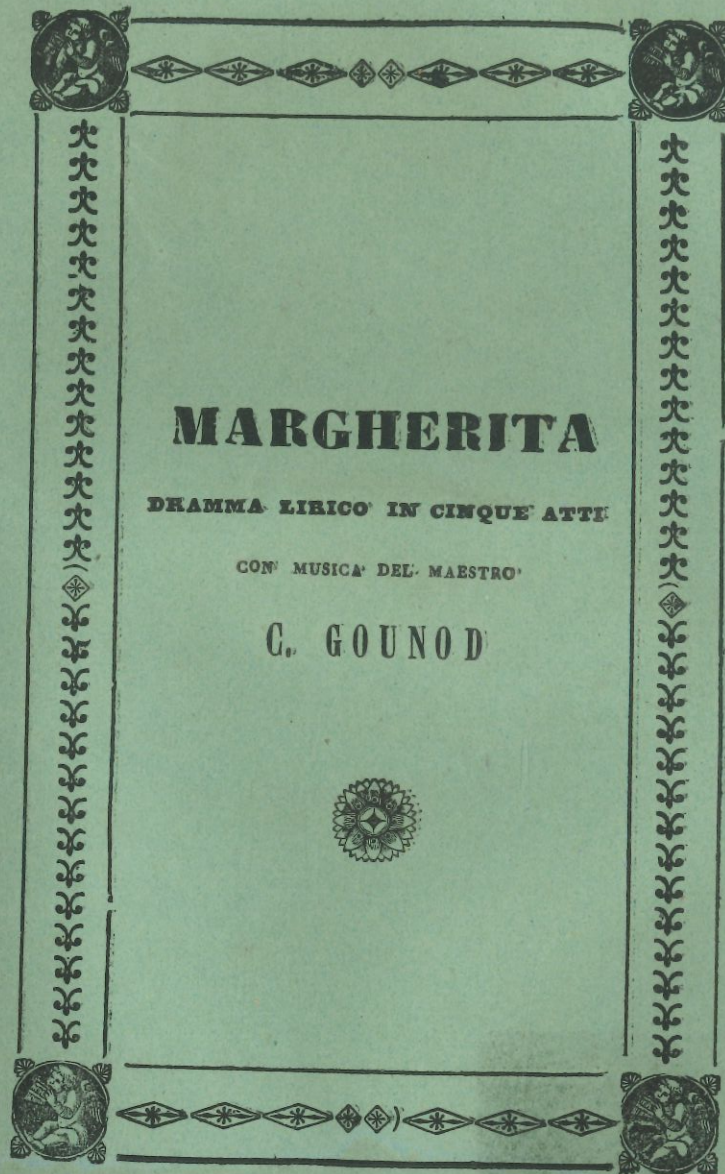 MARGHERITA
DRAMMA LIRICO IN CINQUE ATTI
CON MUSICA DEL MAESTRO
C. GOUNOD